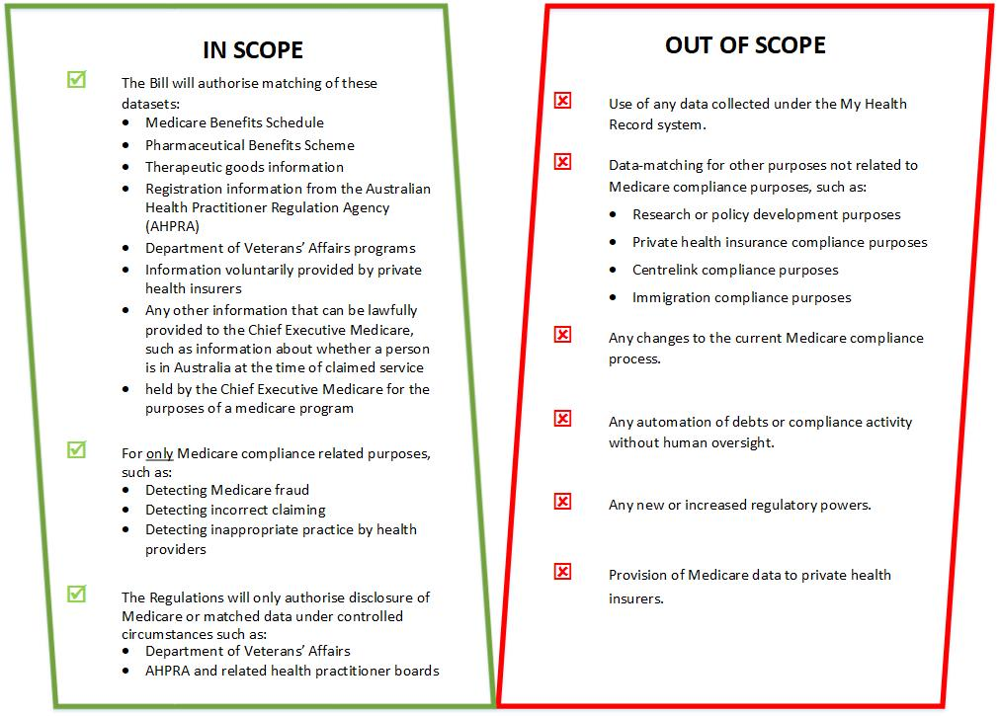 IN SCOPE
The Bill will authorise matching of these
datasets:
• Medicare Benefits Schedule
• Pharmaceutical Benefits Scheme
• Therapeutic goods information
• Registration information from the Australian
Health Practitioner Regulation Agency
(AHPRA)
• Department of Veterans’ Affairs programs
• Information voluntarily provided by private
health insurers
• Any other information that can be lawfully
provided to the Chief Executive Medicare,
such as information about whether a person
is in Australia at the time of claimed service
• held by the Chief Executive Medicare for the
purposes of a medicare program
For only Medicare compliance related purposes,
such as:
• Detecting Medicare fraud
• Detecting incorrect claiming
• Detecting inappropriate practice by health
providers
The Regulations will only authorise disclosure of
Medicare or matched data under controlled
circumstances such as:
• Department of Veterans’ Affairs
• AHPRA and related health practitioner boards
OUT OF SCOPE
Use of any data collected under the My Health
Record system.
Data-matching for other purposes not related to
Medicare compliance purposes, such as:
• Research or policy development purposes
• Private health insurance compliance purposes
• Centrelink compliance purposes
• Immigration compliance purposes
Any changes to the current Medicare compliance
process.
Any automation of debts or compliance activity
without human oversight.
Any new or increased regulatory powers.
Provision of Medicare data to private health
insurers.